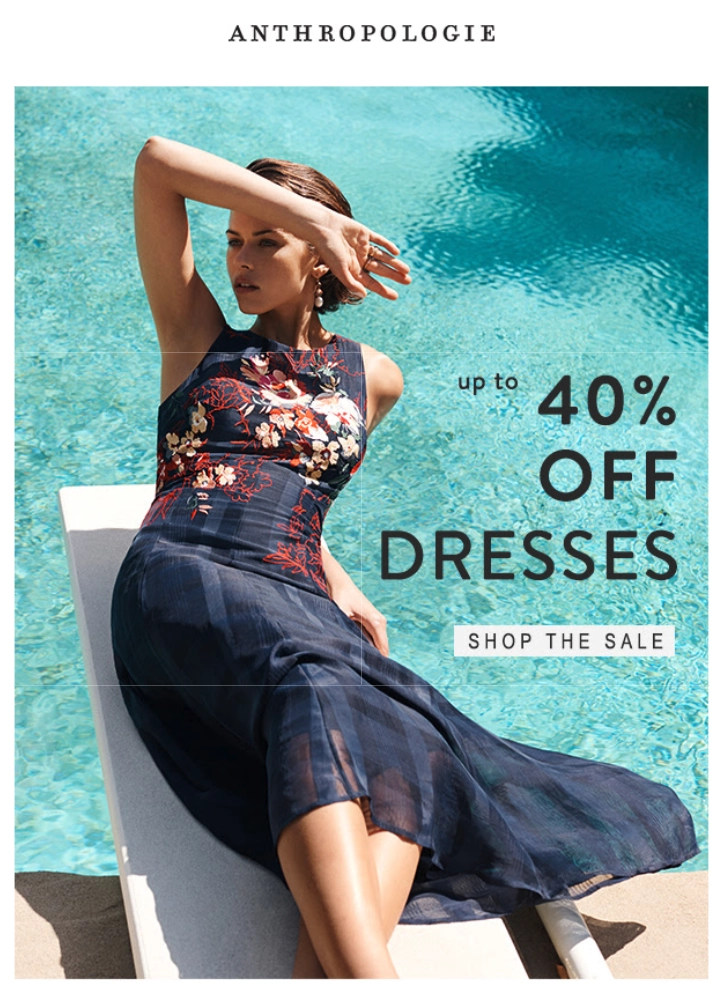 ANTHROPOLOGIE
up to 40%
OFF
DRESSES
SHOP THE SALE